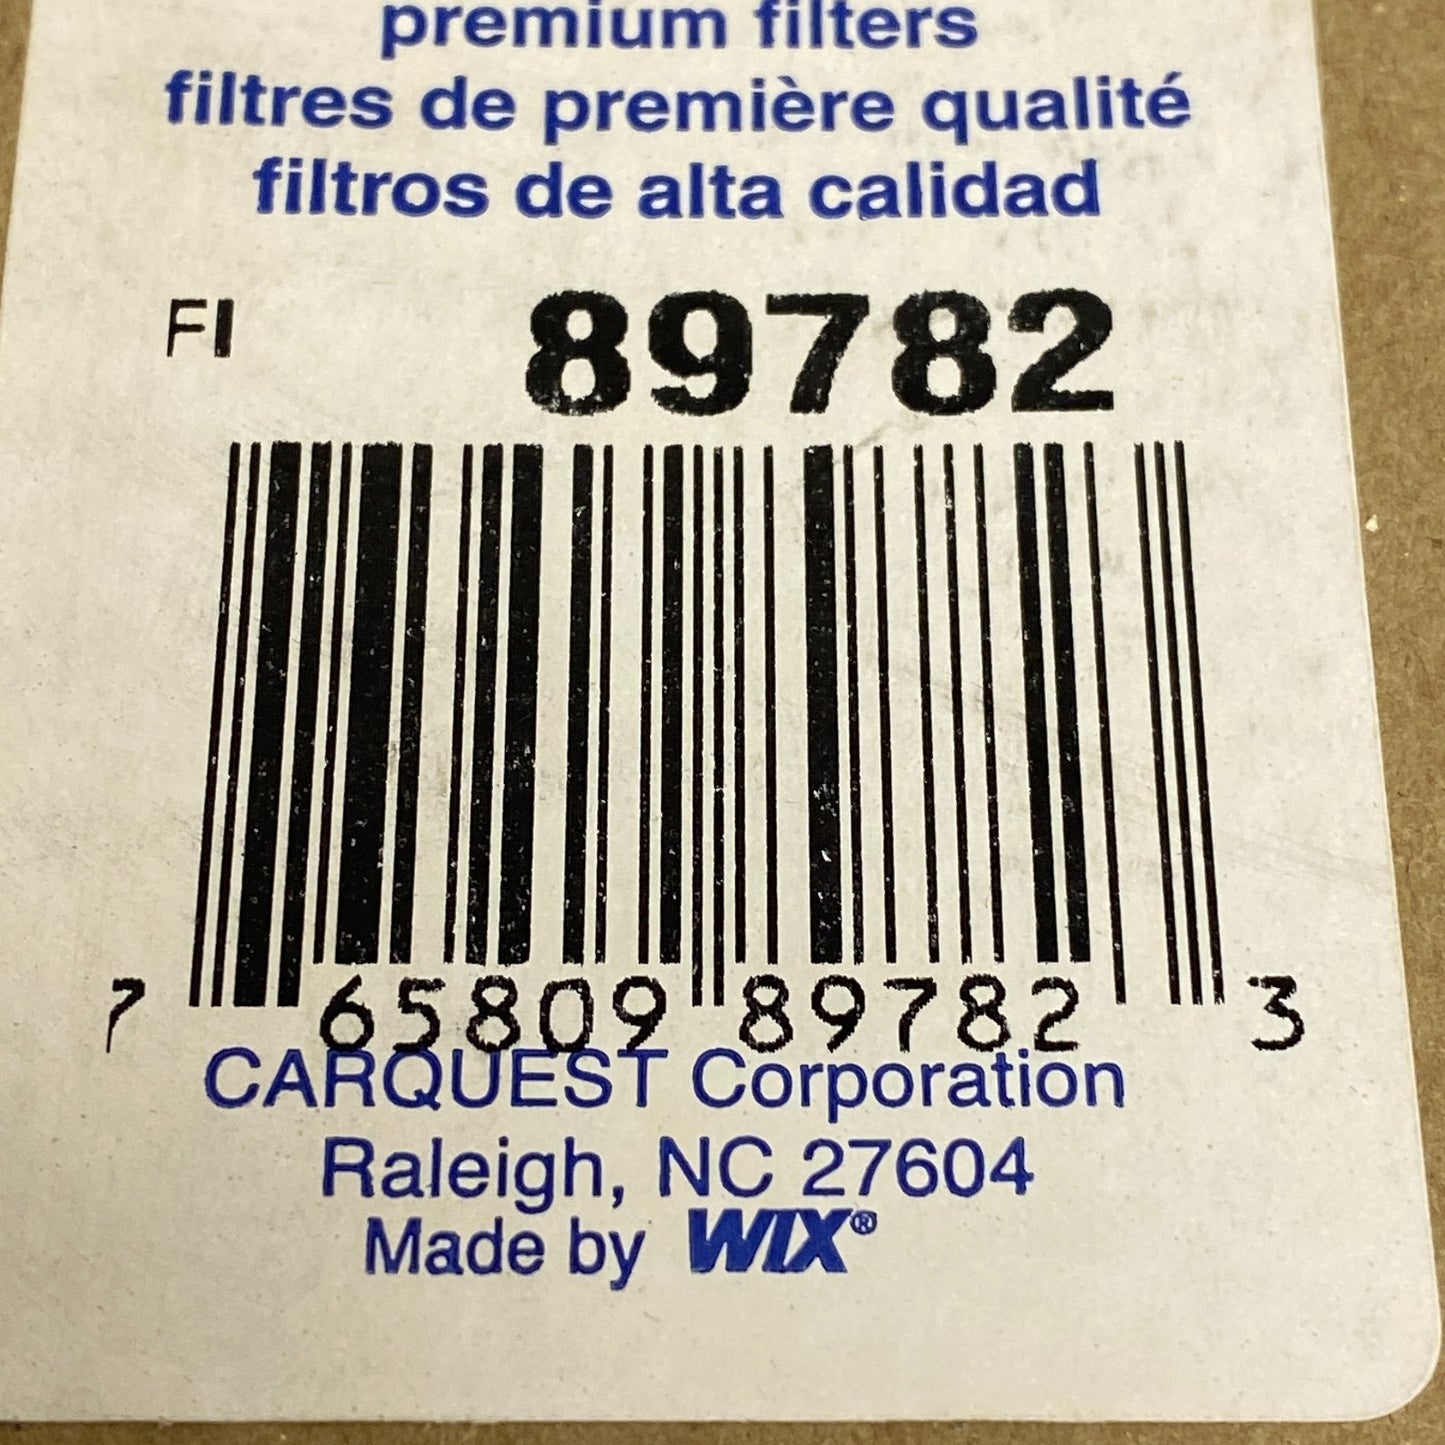 premium filters
filtres de première qualité
filtros de alta calidad
FI 89782
7 65809 89782 3
CARQUEST Corporation
Raleigh, NC 27604
Made by WIX®